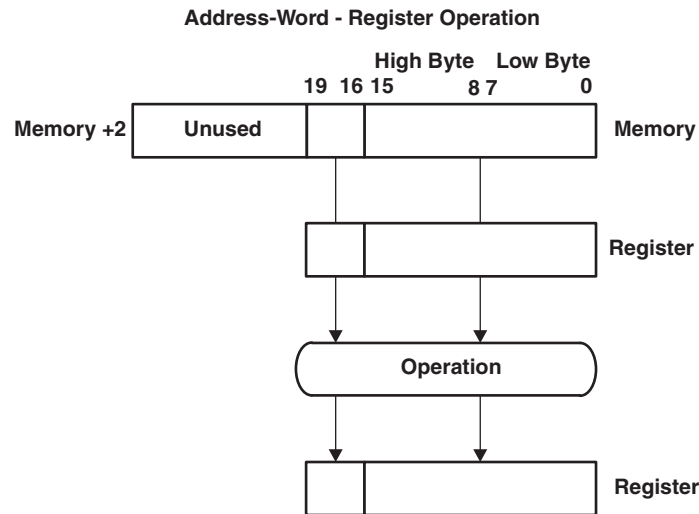 Address-Word - Register Operation
High Byte Low Byte
19 16 15 8 7 0
Memory +2 Unused Memory
Register
Operation
Register